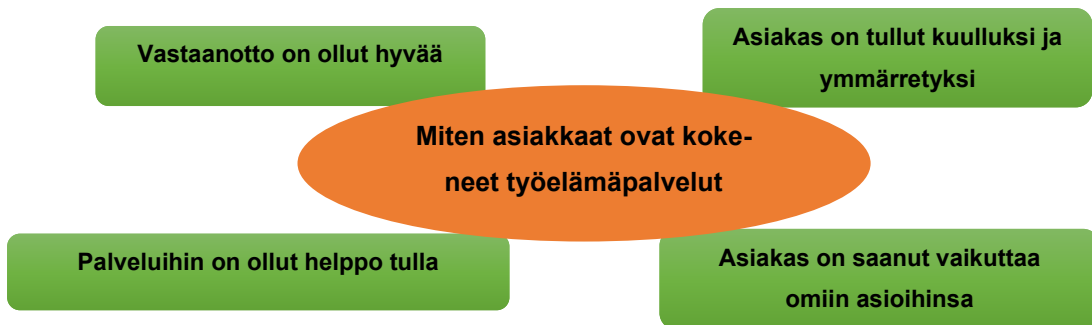 Vastaanotto on ollut hyvää
Asiakas on tullut kuulluksi ja
ymmärretyksi
Miten asiakkaat ovat koke-
neet työelämäpalvelut
Palveluihin on ollut helppo tulla
Asiakas on saanut vaikuttaa
omiin asioihinsa